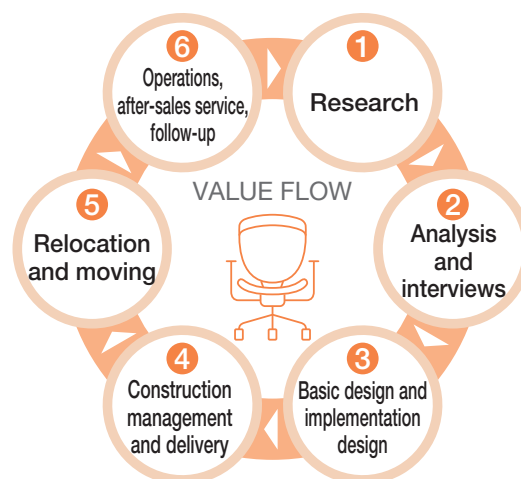 1
Research
2
Analysis
and
interviews
3
Basic design and
implementation
design
4
Construction
management
and delivery
5
Relocation
and moving
6
Operations,
after-sales service,
follow-up
VALUE FLOW